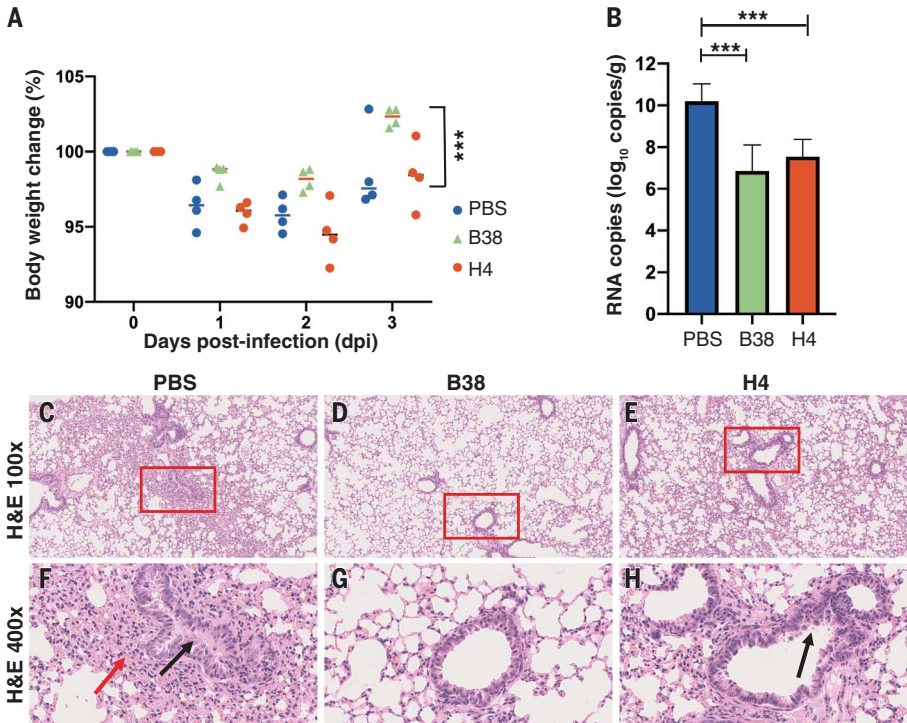 A
Body weight change (%)
105
100
95
90
0
1
2
3
Days post-infection (dpi)
***
PBS
B38
H4
B
***
***
RNA copies (log10 copies/g)
12
10
8
6
4
2
0
PBS
B38
H4
PBS
B38
H4
H&E 100x
C
D
E
H&E 400x
F
G
H